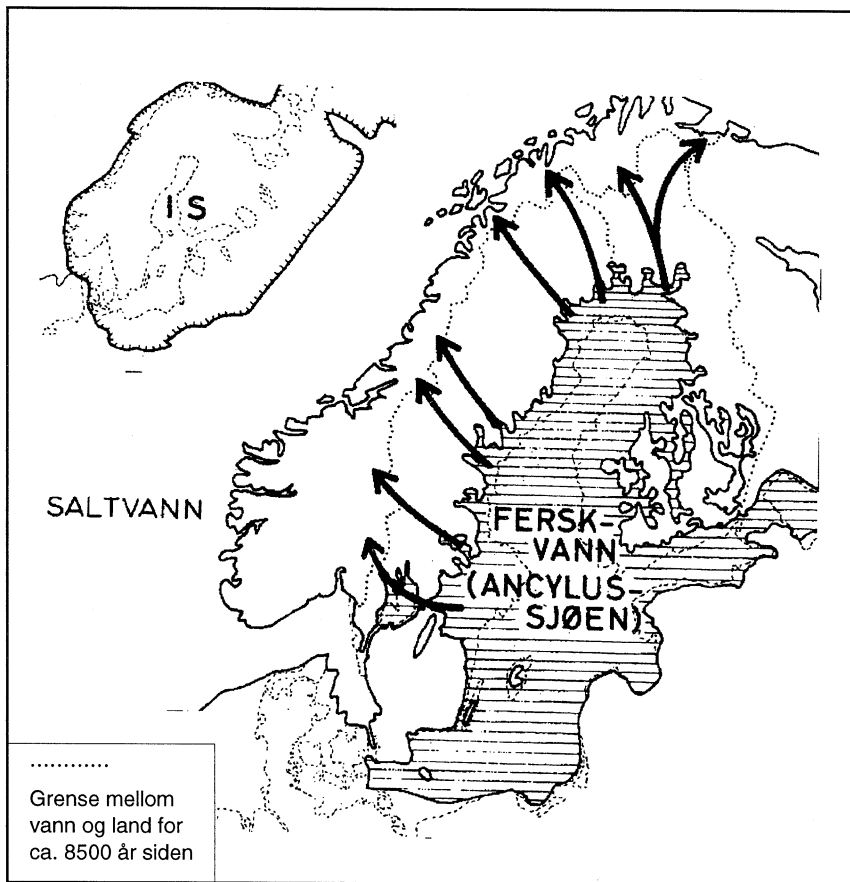 IS
SALTVANN
FERSK-
VANN
(ANCYLUS-
SJØEN)
............
Grense mellom
vann og land for
ca. 8500 år siden